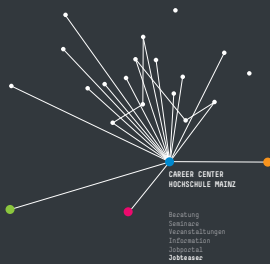 CAREER CENTER
HOCHSCHULE MAINZ
Beratung
Seminare
Veranstaltungen
Information
Jobportal
Jobteaser